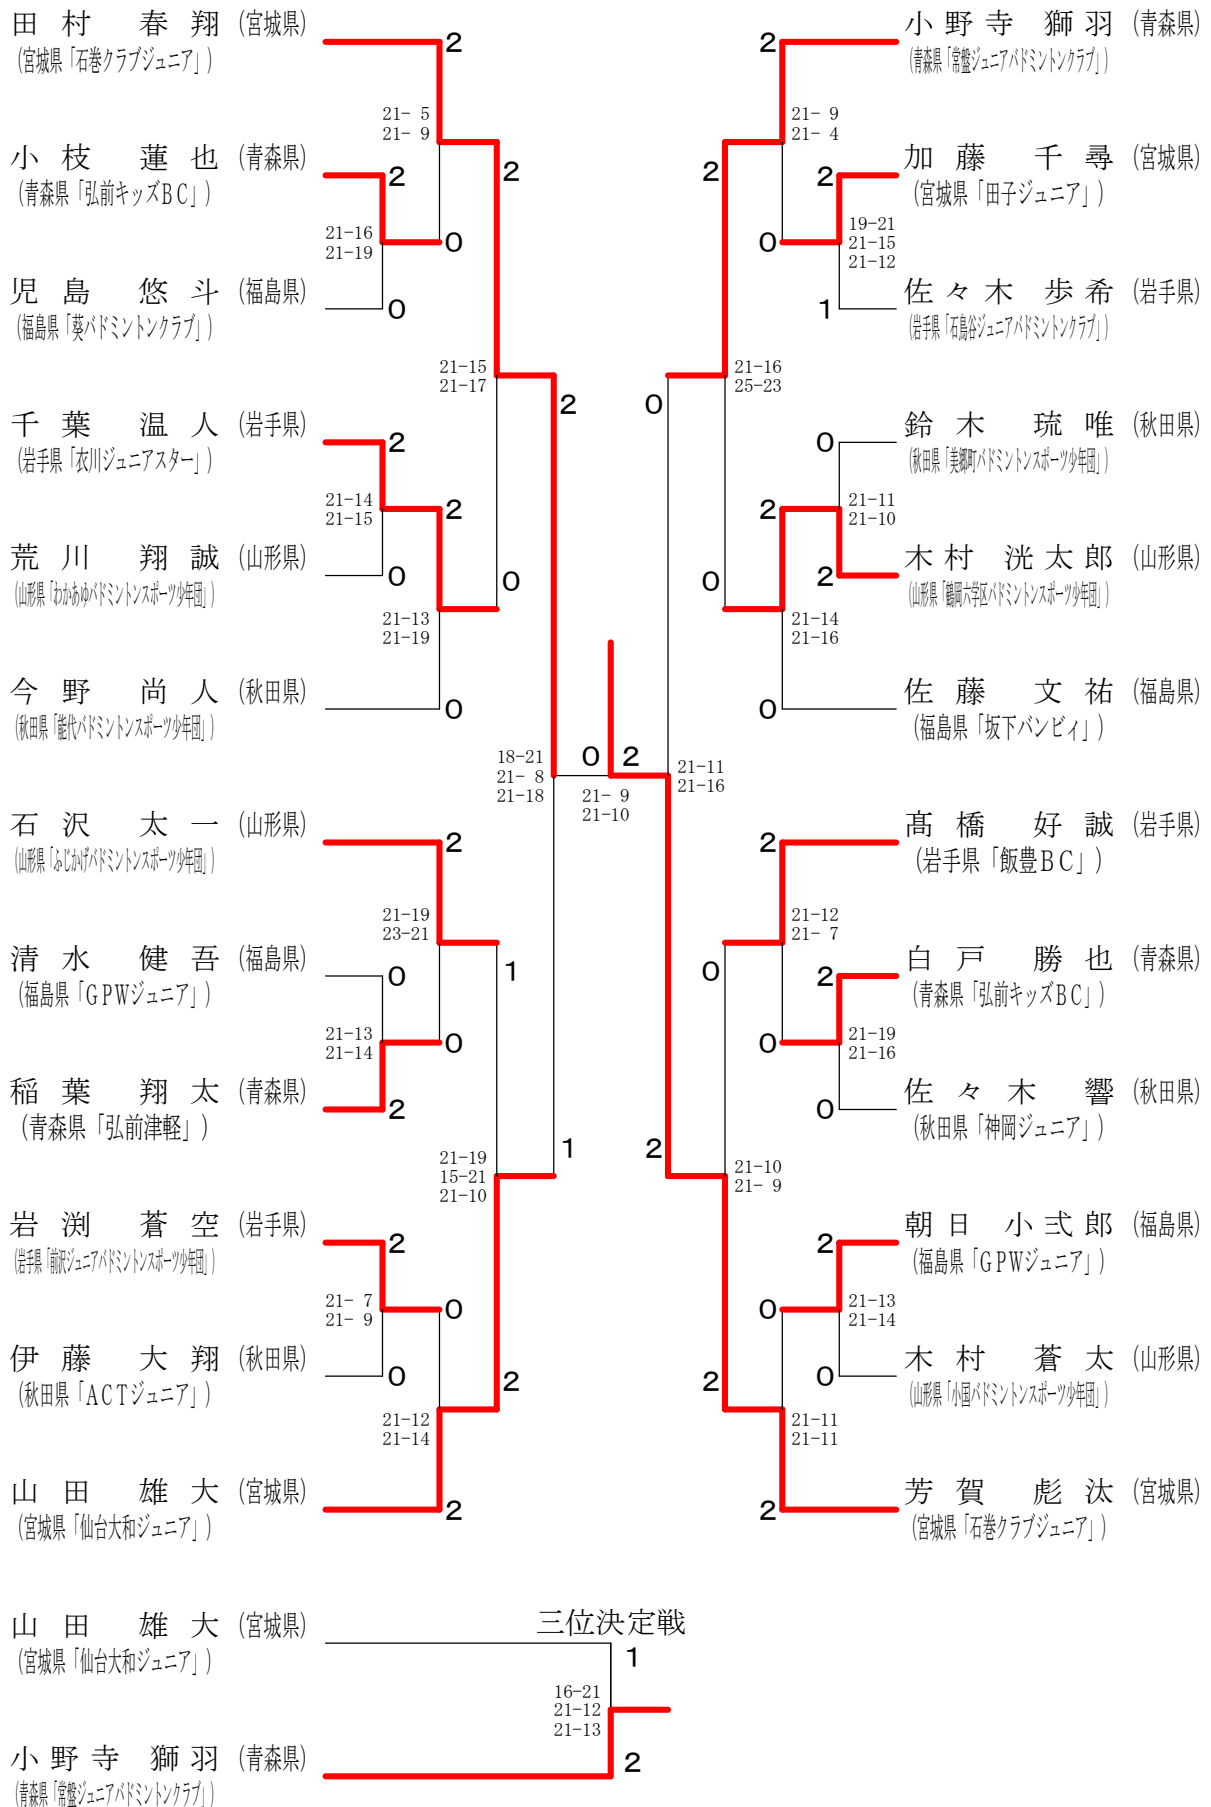 田村 春翔 (宮城県)
(宮城県「石巻クラブジュニア」)
2
21- 5
21- 9
小枝 蓮也 (青森県)
(青森県「弘前キッズBC」)
2
2
21-16
21-19
0
児島 悠斗 (福島県)
(福島県「葵バドミントンクラブ」)
0
21-15
21-17
2
千葉 温人 (岩手県)
(岩手県「衣川ジュニアスター」)
2
21-14
21-15
2
荒川 翔誠 (山形県)
(山形県「わかあゆバドミントンスポーツ少年団」)
0
0
21-13
21-19
今野 尚人 (秋田県)
(秋田県「能代バドミントンスポーツ少年団」)
0
18-21
21- 8
21-18
石沢 太一 (山形県)
(山形県「ふじかげバドミントンスポーツ少年団」)
2
21-19
23-21
清水 健吾 (福島県)
(福島県「GPWジュニア」)
0
1
21-13
21-14
0
稲葉 翔太 (青森県)
(青森県「弘前津軽」)
2
21-19
15-21
21-10
1
岩渕 蒼空 (岩手県)
(岩手県「前沢ジュニアバドミントンスポーツ少年団」)
2
21- 7
21- 9
0
伊藤 大翔 (秋田県)
(秋田県「ACTジュニア」)
0
2
21-12
21-14
山田 雄大 (宮城県)
(宮城県「仙台大和ジュニア」)
2
0 2
21- 9
21-10
小野寺 獅羽 (青森県)
(青森県「常盤ジュニアバドミントンクラブ」)
2
21- 9
21- 4
加藤 千尋 (宮城県)
(宮城県「田子ジュニア」)
2
2
19-21
21-15
21-12
0
佐々木 歩希 (岩手県)
(岩手県「石鳥谷ジュニアバドミントンクラブ」)
1
21-16
25-23
0
鈴木 琉唯 (秋田県)
(秋田県「美郷町バドミントンスポーツ少年団」)
0
21-11
21-10
2
木村 洸太郎 (山形県)
(山形県「鶴岡六学区バドミントンスポーツ少年団」)
2
0
21-14
21-16
佐藤 文祐 (福島県)
(福島県「坂下バンビィ」)
0
21-11
21-16
髙橋 好誠 (岩手県)
(岩手県「飯豊BC」)
2
21-12
21- 7
白戸 勝也 (青森県)
(青森県「弘前キッズBC」)
2
0
21-19
21-16
0
佐々木 響 (秋田県)
(秋田県「神岡ジュニア」)
0
21-10
21- 9
2
朝日 小弍郎 (福島県)
(福島県「GPWジュニア」)
2
21-13
21-14
0
木村 蒼太 (山形県)
(山形県「小国バドミントンスポーツ少年団」)
0
2
21-11
21-11
芳賀 彪汰 (宮城県)
(宮城県「石巻クラブジュニア」)
2
三位決定戦
山田 雄大 (宮城県)
(宮城県「仙台大和ジュニア」)
1
16-21
21-12
21-13
小野寺 獅羽 (青森県)
(青森県「常盤ジュニアバドミントンクラブ」)
2